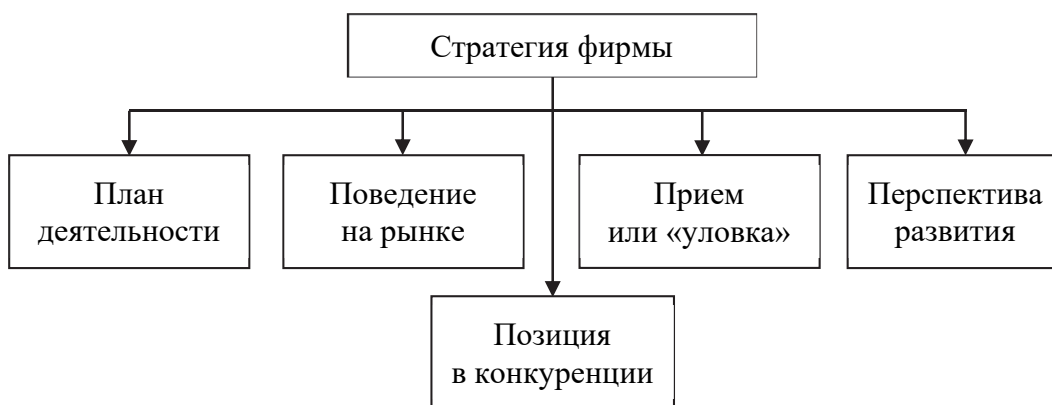 Стратегия фирмы
План
деятельности
Поведение
на рынке
Прием
или «уловка»
Перспектива
развития
Позиция
в конкуренции